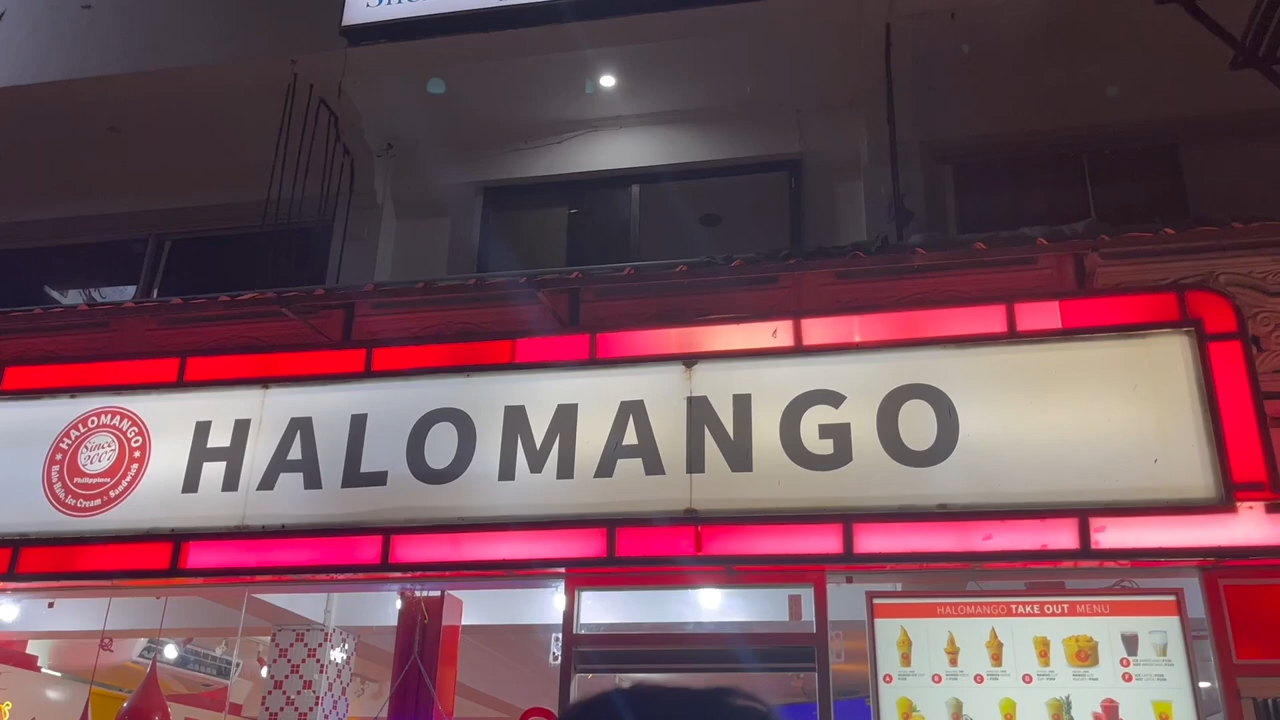 HALOMANGO
Since
2007
Philippines
Halo Halo, Ice Cream & Sandwich
HALOMANGO
HALOMANGO TAKE OUT MENU
A
B
C
D
E
F